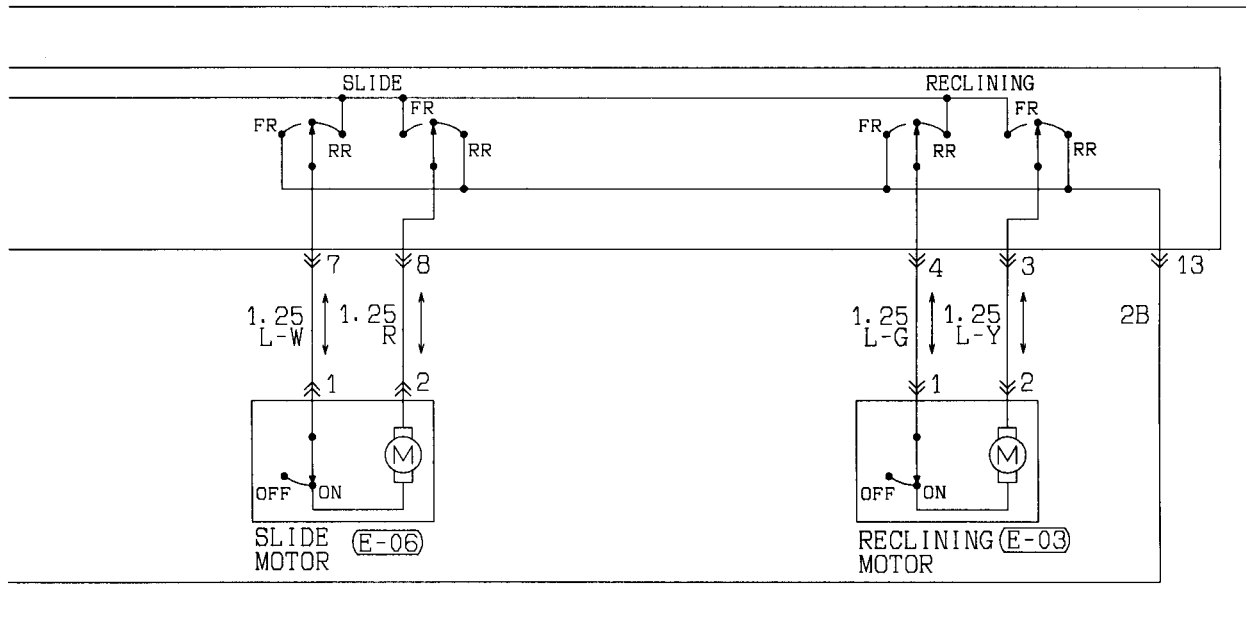 SLIDE
RECLINING
FR
FR
RR
RR
FR
FR
RR
RR
7
8
4
3
13
1.25
L-W
1.25
R
1.25
L-G
1.25
L-Y
2B
1
2
1
2
M
M
OFF
ON
OFF
ON
SLIDE
MOTOR
E-06
RECLINING
MOTOR
E-03